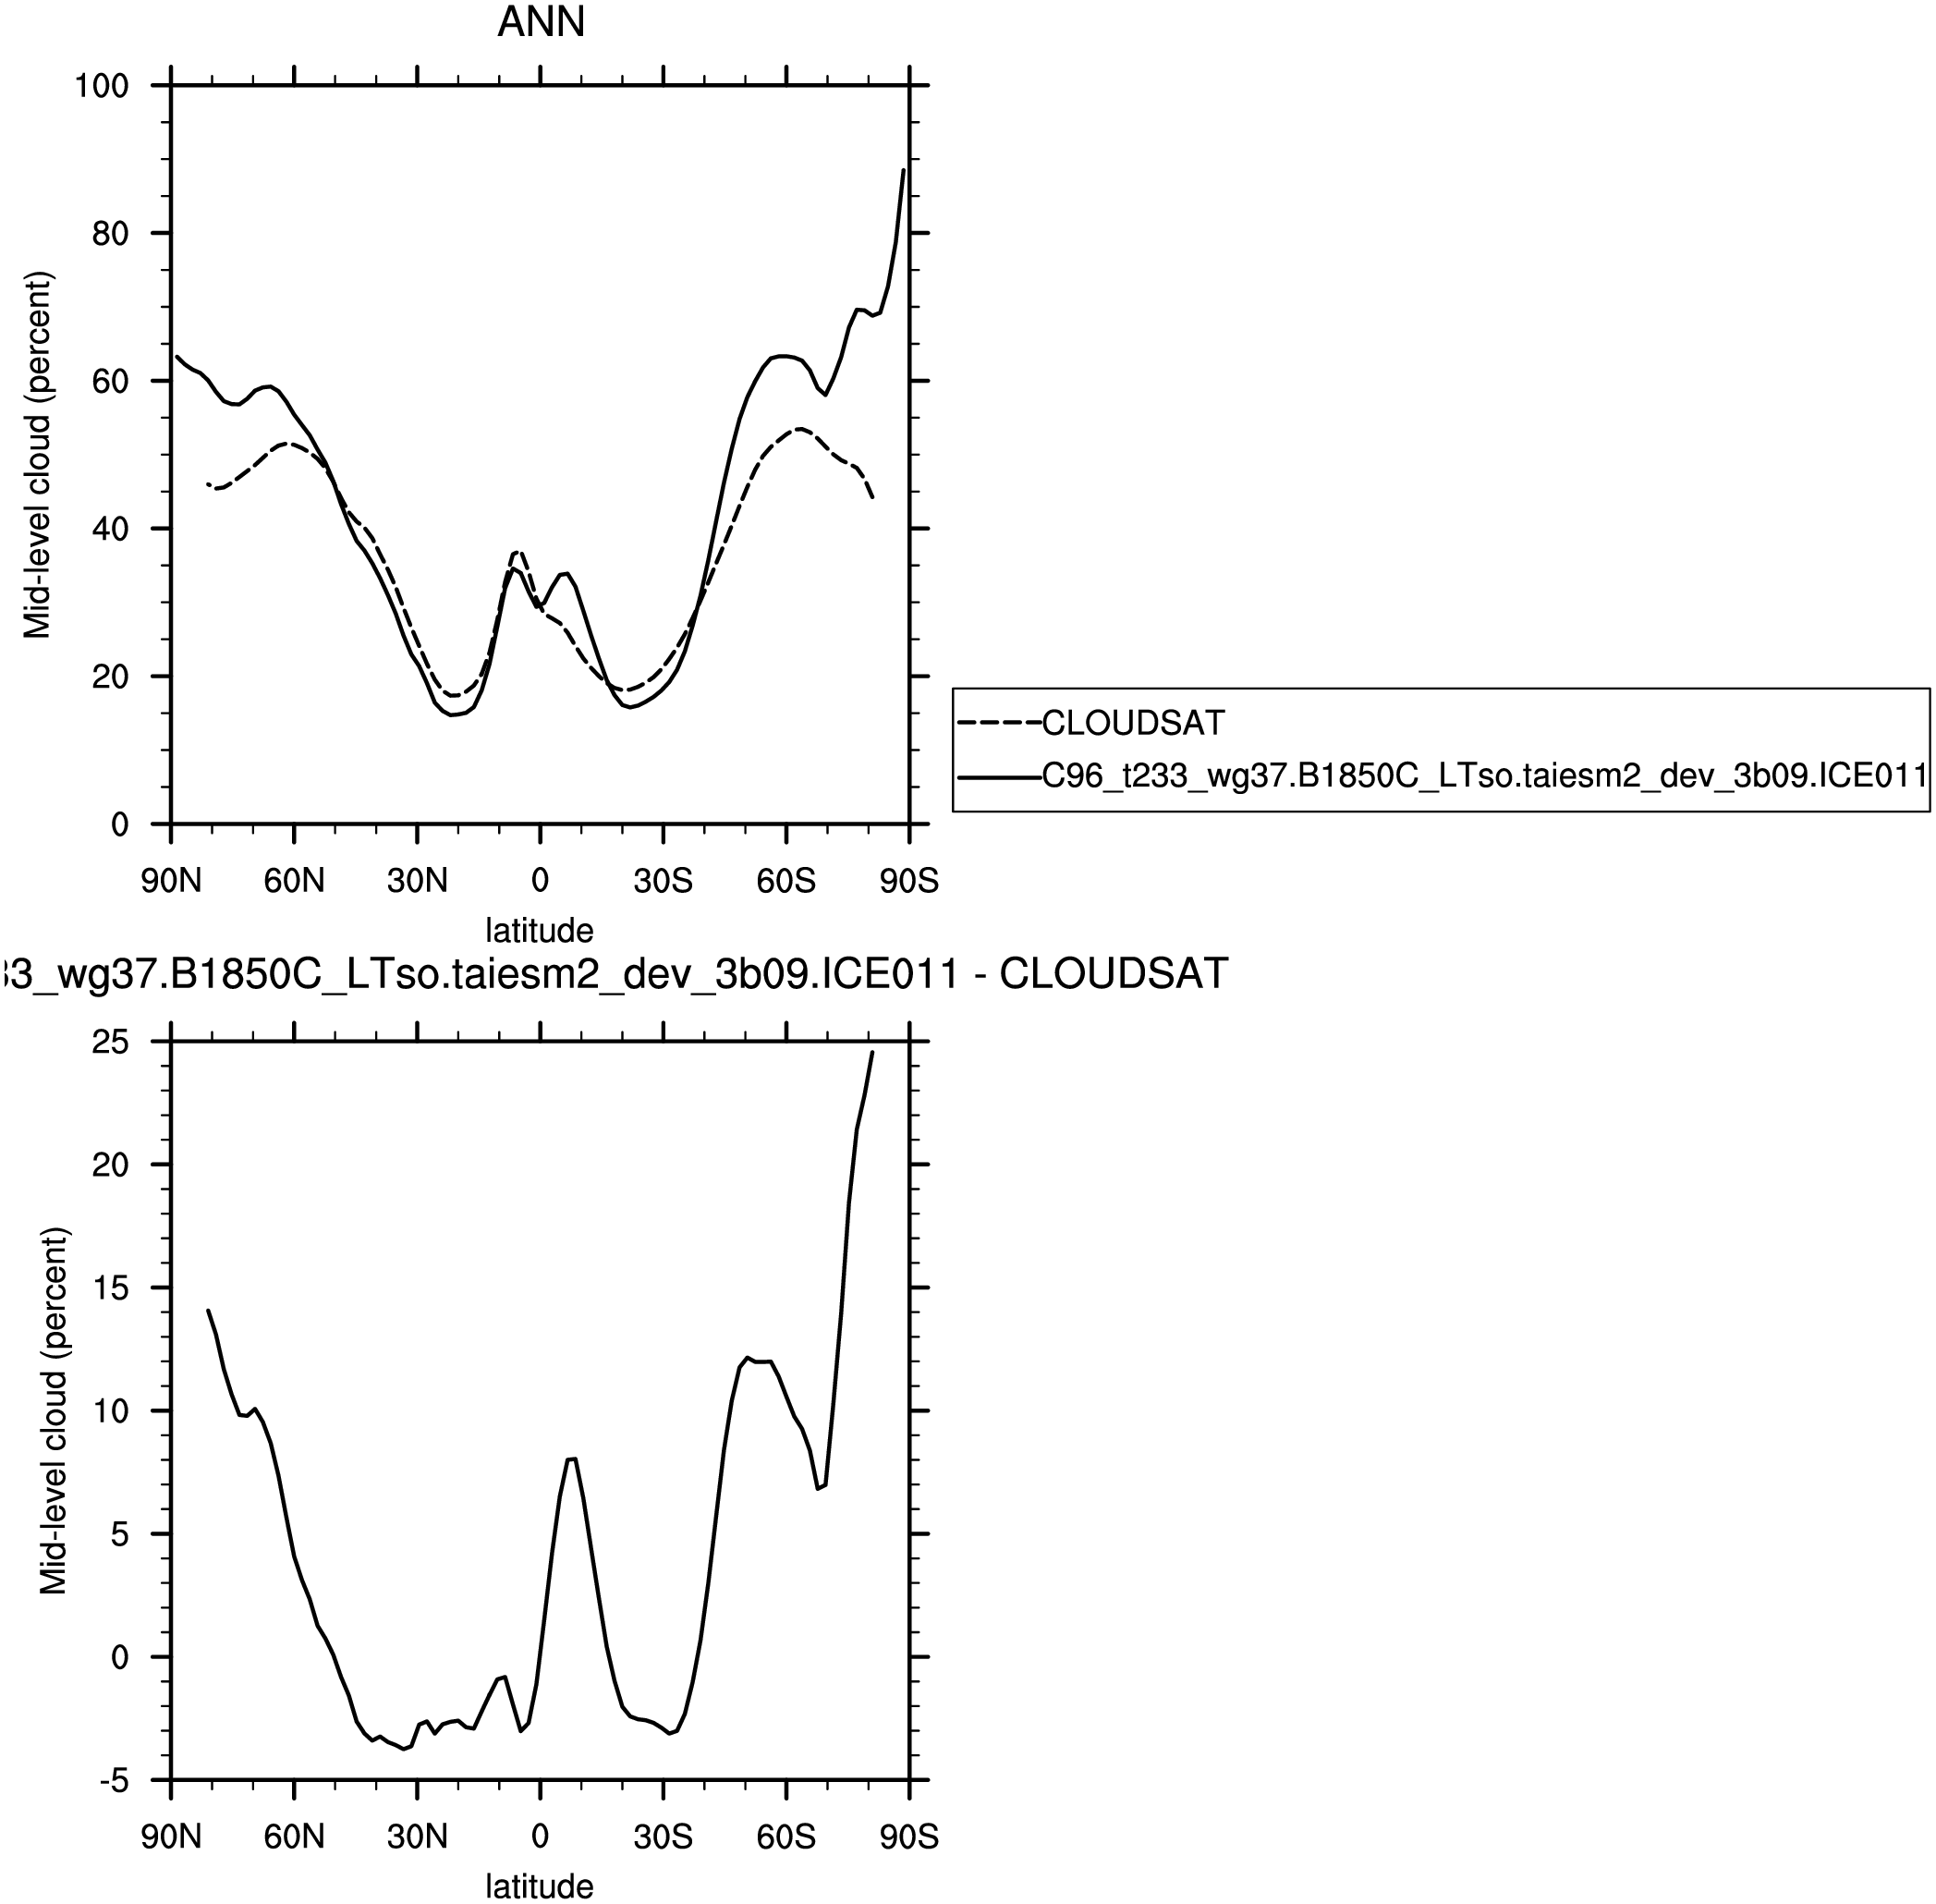 ANN
100
80
60
40
20
0
Mid-level cloud (percent)
90N 60N 30N 0 30S 60S 90S
latitude
CLOUDSAT
C96_t233_wg37.B1850C_LTso.taiesm2_dev_3b09.ICE011
3_wg37.B1850C_LTso.taiesm2_dev_3b09.ICE011 - CLOUDSAT
25
20
15
10
5
0
-5
Mid-level cloud (percent)
90N 60N 30N 0 30S 60S 90S
latitude